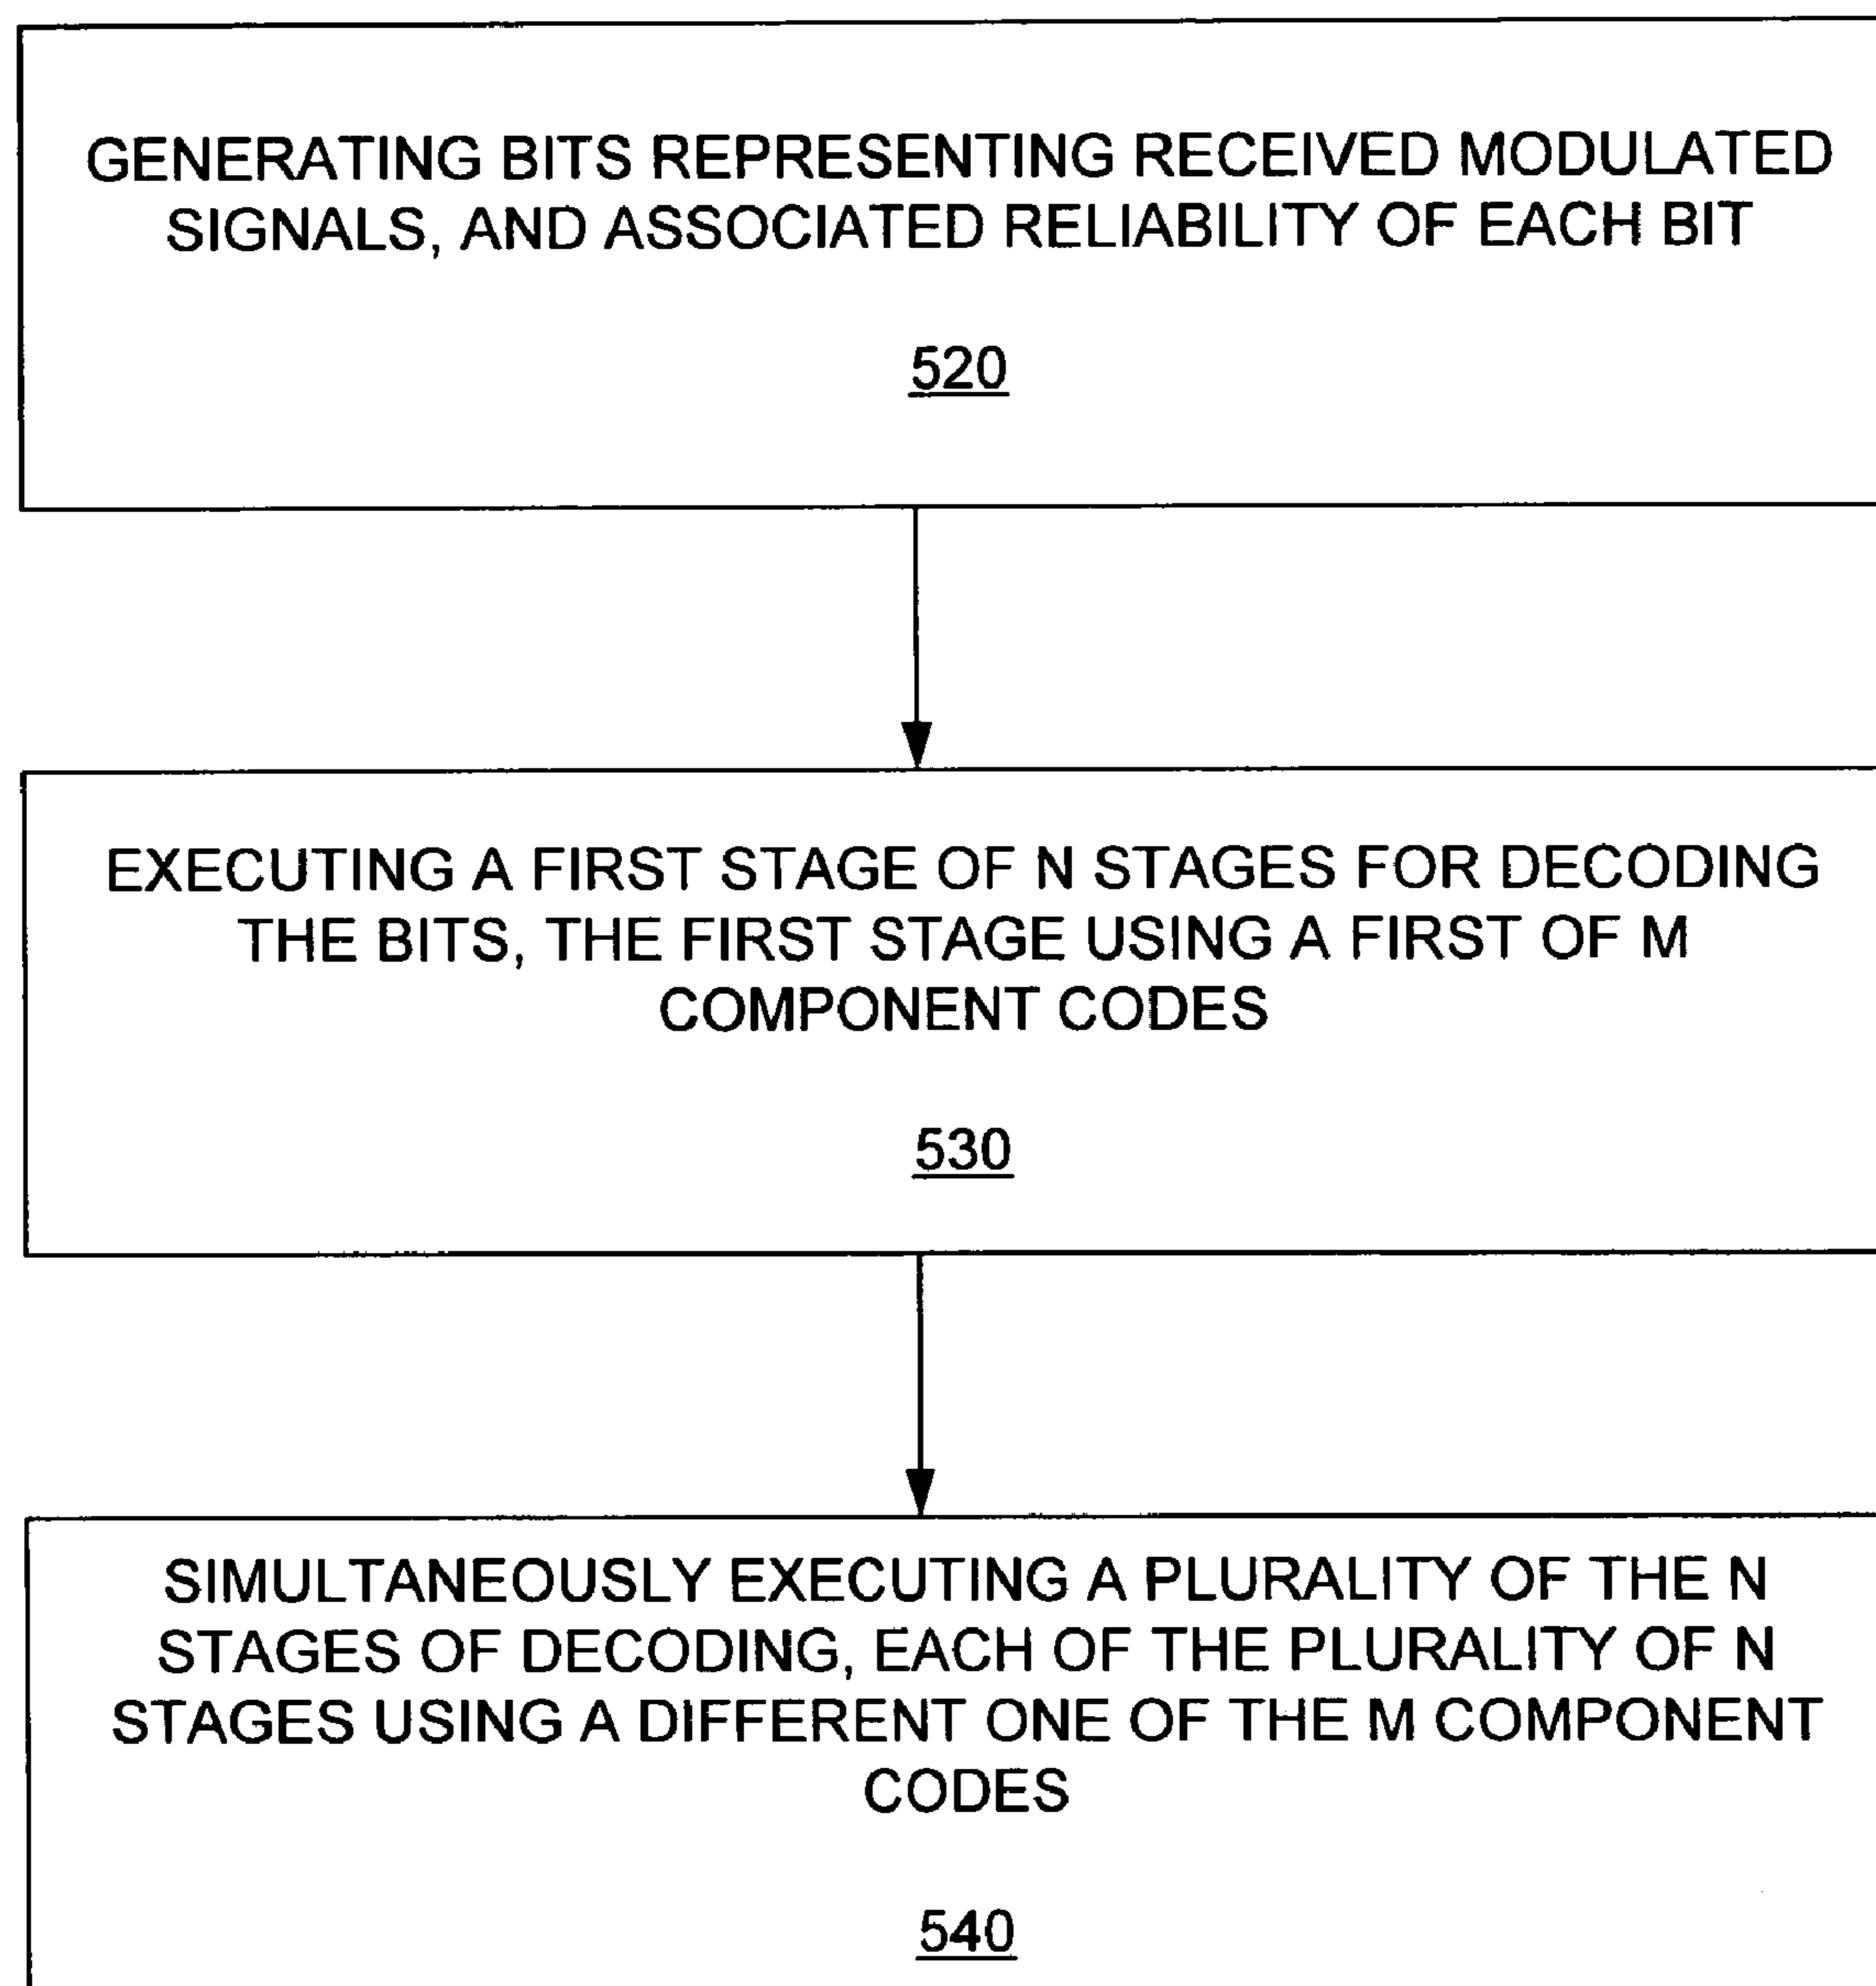 GENERATING BITS REPRESENTING RECEIVED MODULATED
SIGNALS, AND ASSOCIATED RELIABILITY OF EACH BIT
520
EXECUTING A FIRST STAGE OF N STAGES FOR DECODING
THE BITS, THE FIRST STAGE USING A FIRST OF M
COMPONENT CODES
530
SIMULTANEOUSLY EXECUTING A PLURALITY OF THE N
STAGES OF DECODING, EACH OF THE PLURALITY OF N
STAGES USING A DIFFERENT ONE OF THE M COMPONENT
CODES
540